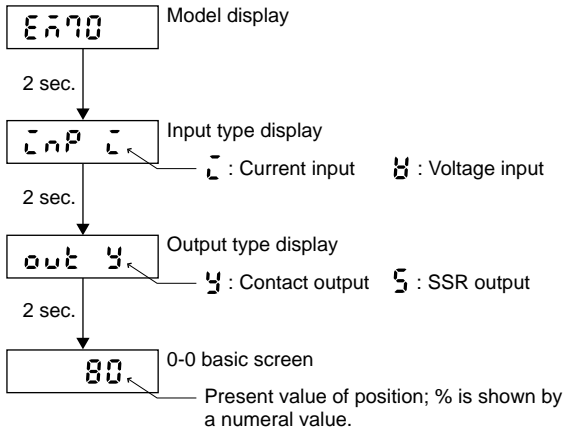 EM70
Model display
2 sec.
inP i
Input type display
i : Current input V : Voltage input
2 sec.
out Y
Output type display
Y : Contact output S : SSR output
2 sec.
80
0-0 basic screen
Present value of position; % is shown by
a numeral value.